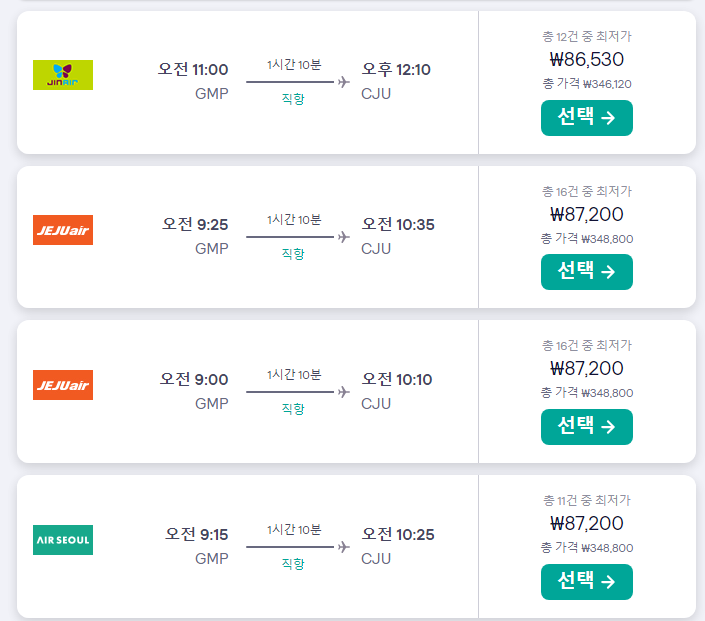 총 12건 중 최저가
1시간 10분
₩86,530
오전 11:00
오후 12:10
JINAIR
총 가격 ₩346,120
GMP
직항
CJU
선택 →
총 16건 중 최저가
1시간 10분
₩87,200
오전 9:25
오전 10:35
JEJUair
총 가격 ₩348,800
GMP
직항
CJU
선택 →
총 16건 중 최저가
1시간 10분
₩87,200
오전 9:00
오전 10:10
JEJUair
총 가격 ₩348,800
GMP
직항
CJU
선택 →
총 11건 중 최저가
1시간 10분
₩87,200
오전 9:15
오전 10:25
AIR SEOUL
총 가격 ₩348,800
GMP
직항
CJU
선택 →